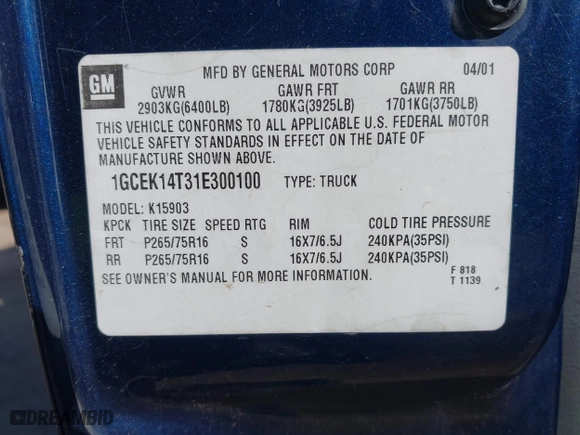 GM
MFD BY GENERAL MOTORS CORP 04/01
GVWR GAWR FRT GAWR RR
2903KG(6400LB) 1780KG(3925LB) 1701KG(3750LB)
THIS VEHICLE CONFORMS TO ALL APPLICABLE U.S. FEDERAL MOTOR
VEHICLE SAFETY STANDARDS IN EFFECT ON THE DATE OF
MANUFACTURE SHOWN ABOVE.
1GCEK14T31E300100 TYPE: TRUCK
MODEL: K15903
KPCK TIRE SIZE SPEED RTG RIM COLD TIRE PRESSURE
FRT P265/75R16 S 16X7/6.5J 240KPA(35PSI)
RR P265/75R16 S 16X7/6.5J 240KPA(35PSI)
SEE OWNER'S MANUAL FOR MORE INFORMATION.
F 818
T 1139
DREAMBID